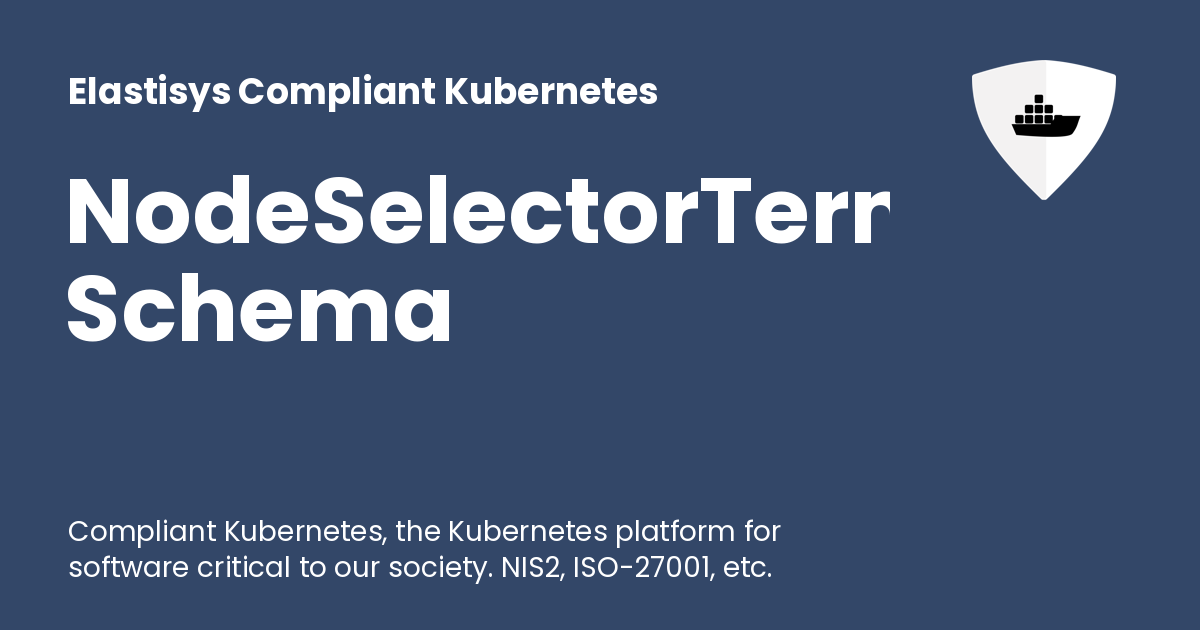 Elastisys Compliant Kubernetes
NodeSelectorTerm
Schema
Compliant Kubernetes, the Kubernetes platform for
software critical to our society. NIS2, ISO-27001, etc.